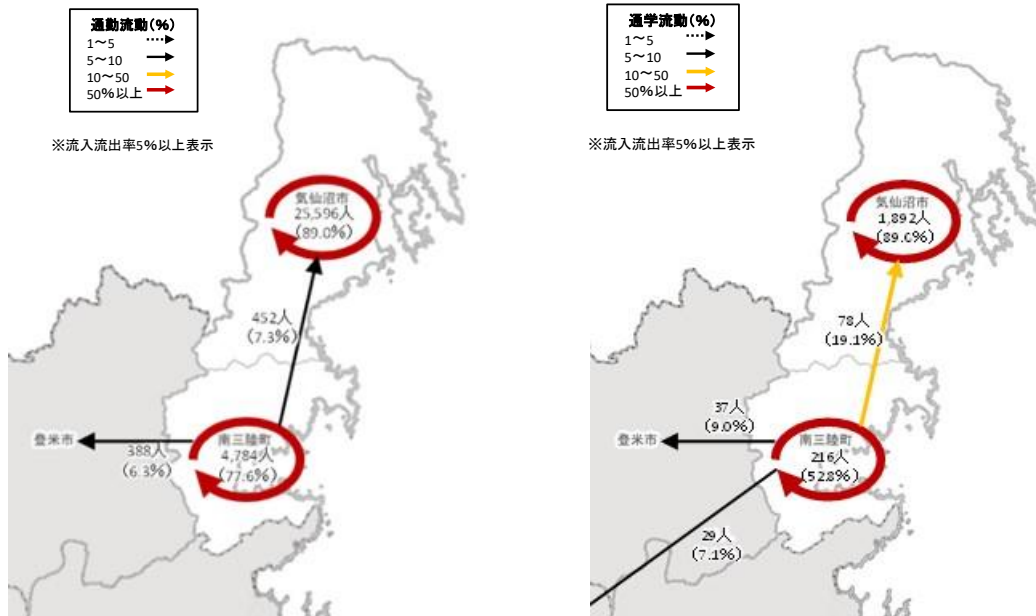 通勤流動(%)
1～5
5～10
10～50
50%以上
※流入流出率5%以上表示
気仙沼市
25,596人
(89.0%)
452人
(7.3%)
登米市
388人
(6.3%)
南三陸町
4,784人
(77.6%)
通学流動(%)
1～5
5～10
10～50
50%以上
※流入流出率5%以上表示
気仙沼市
1,892人
(89.0%)
78人
(19.1%)
37人
(9.0%)
登米市
南三陸町
216人
(52.8%)
29人
(7.1%)